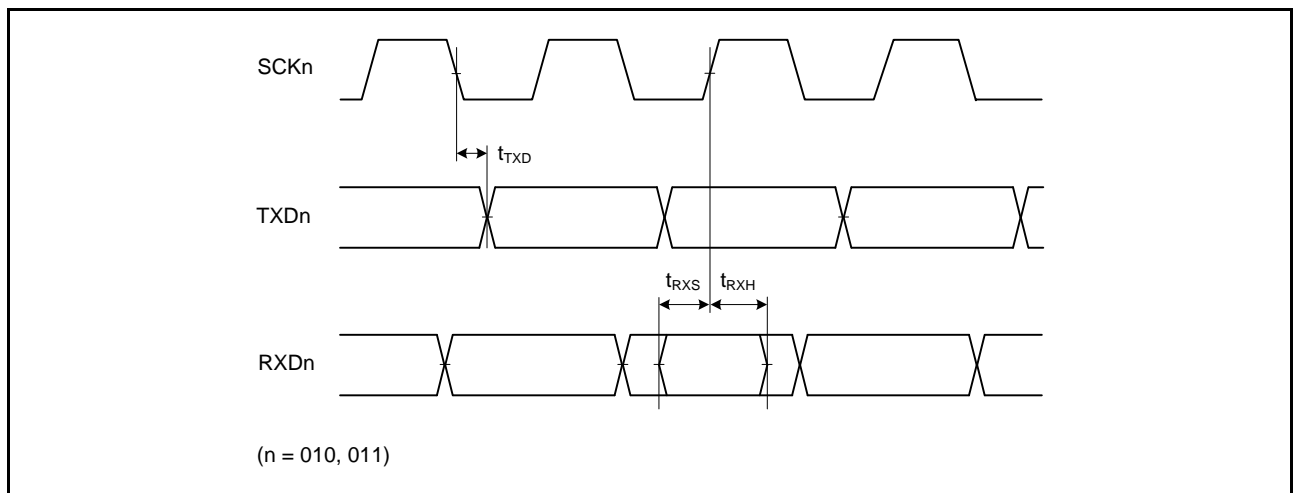 SCKn
tTXD
TXDn
tRXS tRXH
RXDn
(n = 010, 011)